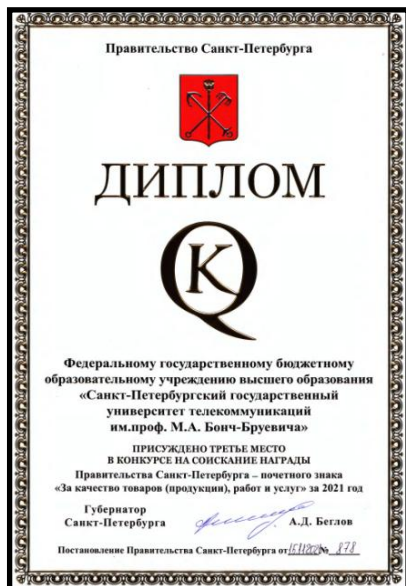 Правительство Санкт-Петербурга
ДИПЛОМ
QК
Федеральному государственному бюджетному
образовательному учреждению высшего образования
«Санкт-Петербургский государственный
университет телекоммуникаций
им.проф. М.А. Бонч-Бруевича»
ПРИСУЖДЕНО ТРЕТЬЕ МЕСТО
В КОНКУРСЕ НА СОИСКАНИЕ НАГРАДЫ
Правительства Санкт-Петербурга – почетного знака
«За качество товаров (продукции), работ и услуг» за 2021 год
Губернатор
Санкт-Петербурга А.Д. Беглов
Постановление Правительства Санкт-Петербурга от № 878